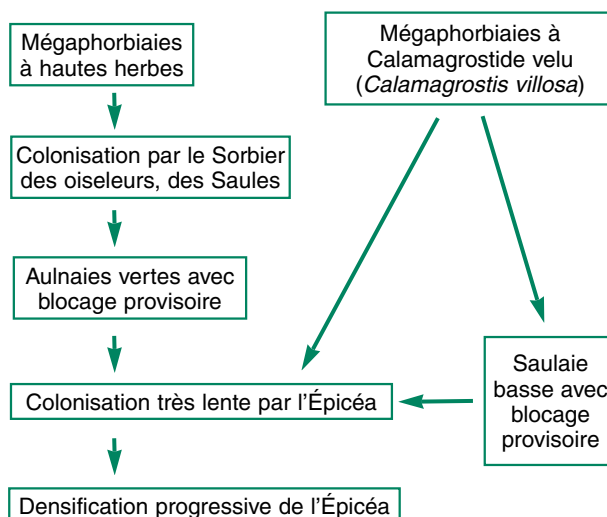 Mégaphorbiaies
à hautes herbes
Mégaphorbiaies à
Calamagrostide velu
(Calamagrostis villosa)
Colonisation par le Sorbier
des oiseleurs, des Saules
Aulnaies vertes avec
blocage provisoire
Saulaie
basse avec
blocage
provisoire
Colonisation très lente par l'Épicéa
Densification progressive de l'Épicéa